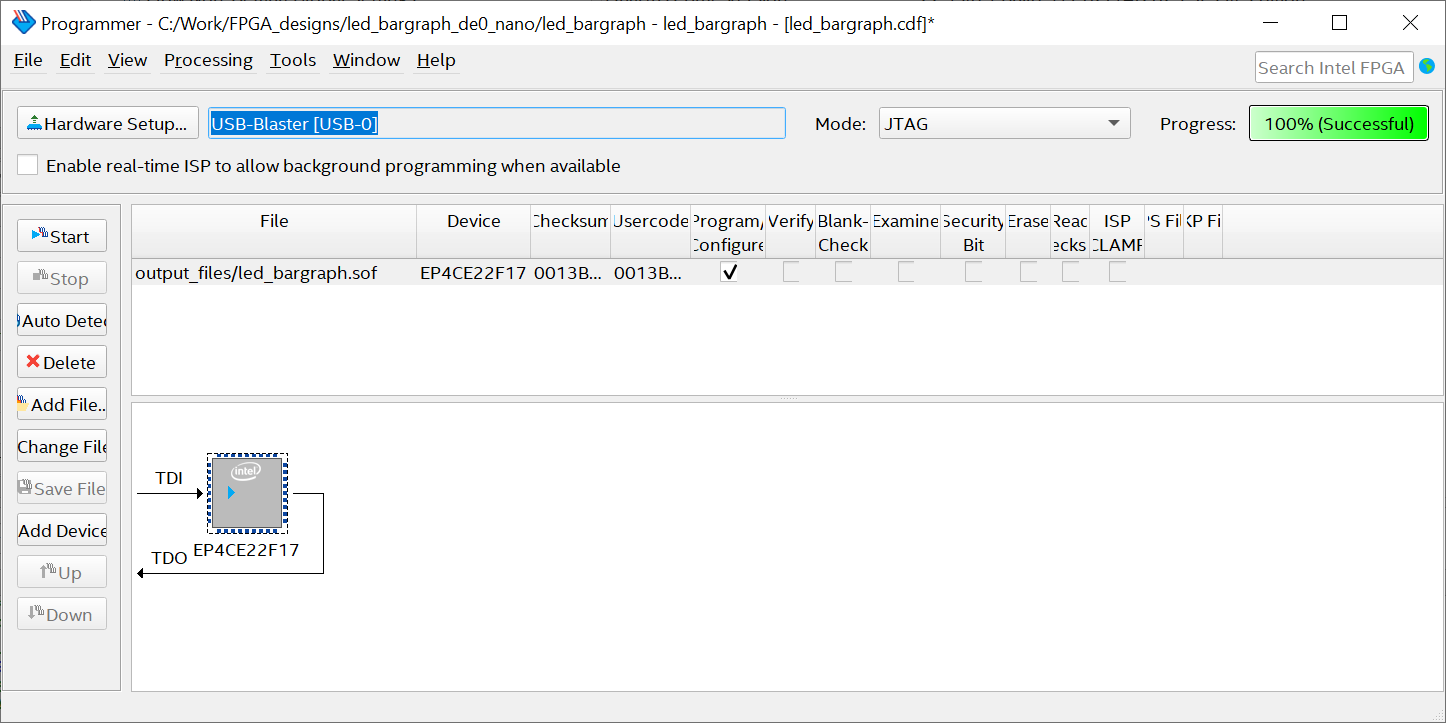 Programmer - C:/Work/FPGA_designs/led_bargraph_de0_nano/led_bargraph - led_bargraph - [led_bargraph.cdf]*
File Edit View Processing Tools Window Help
Search Intel FPGA
Hardware Setup... USB-Blaster [USB-0] Mode: JTAG Progress: 100% (Successful)
Enable real-time ISP to allow background programming when available
Start
Stop
Auto Detec
Delete
Add File..
Change File
Save File
Add Device
Up
Down
File Device Checksum Usercode Program/ Verify Blank- Examine Security Erase Read ISP PS Fil KP Fi
Configure Check Bit ecks CLAMP
output_files/led_bargraph.sof EP4CE22F17 0013B... 0013B...
TDI
intel
EP4CE22F17
TDO